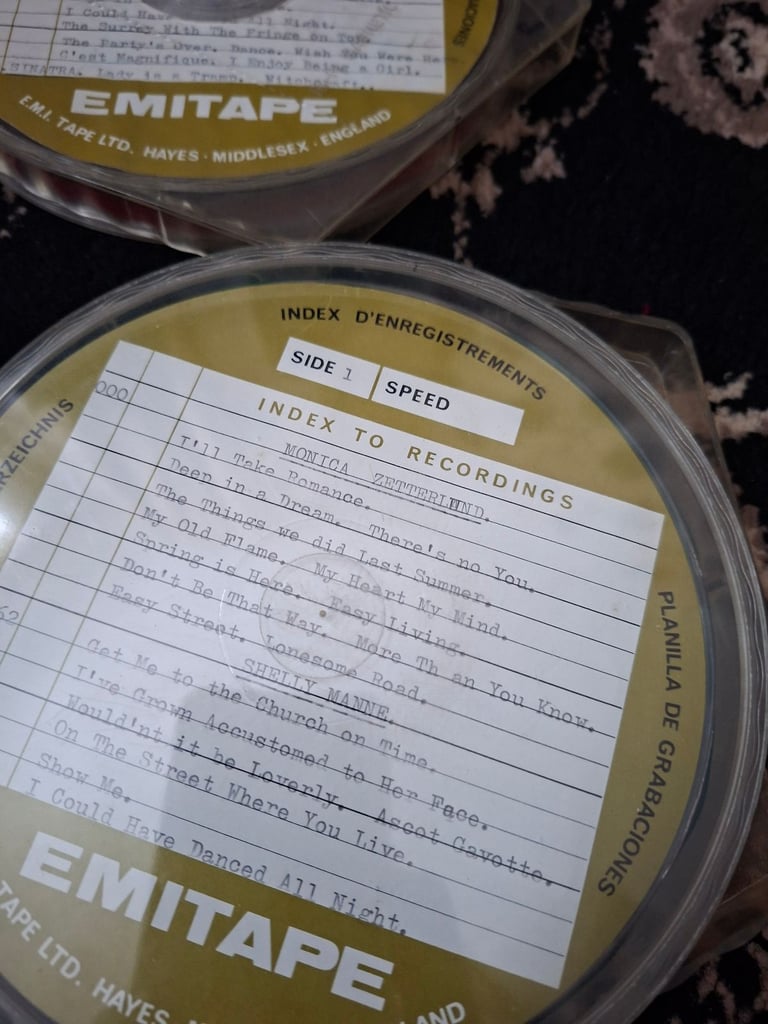 I Could Have All Night.
The Surrey With The Fringe on Top.
The Party's Over. Dance. Wish You Were Here.
C'est Magnifique. I Enjoy Being a Girl.
SINATRA. Lady is a Tramp. Witchcraft.
EMITAPE
E.M.I. TAPE LTD. HAYES · MIDDLESEX · ENGLAND
INDEX D'ENREGISTREMENTS
SIDE 1 SPEED
INDEX TO RECORDINGS
000
MONICA ZETTERLUND.
I'll Take Romance.
Deep in a Dream. There's no You.
The Things we did Last Summer.
My Old Flame. My Heart My Mind.
Spring is Here. Easy Living.
Don't Be That Way. More Th an You Know.
Easy Street. Lonesome Road.
62
SHELLY MANNE.
Get Me to the Church on Time.
I've Grown Accustomed to Her Face.
Would'nt it be Loverly. Ascot Gavotte.
On The Street Where You Live.
Show Me.
I Could Have Danced All Night.
PLANILLA DE GRABACIONES
EMITAPE
TAPE LTD. HAYES